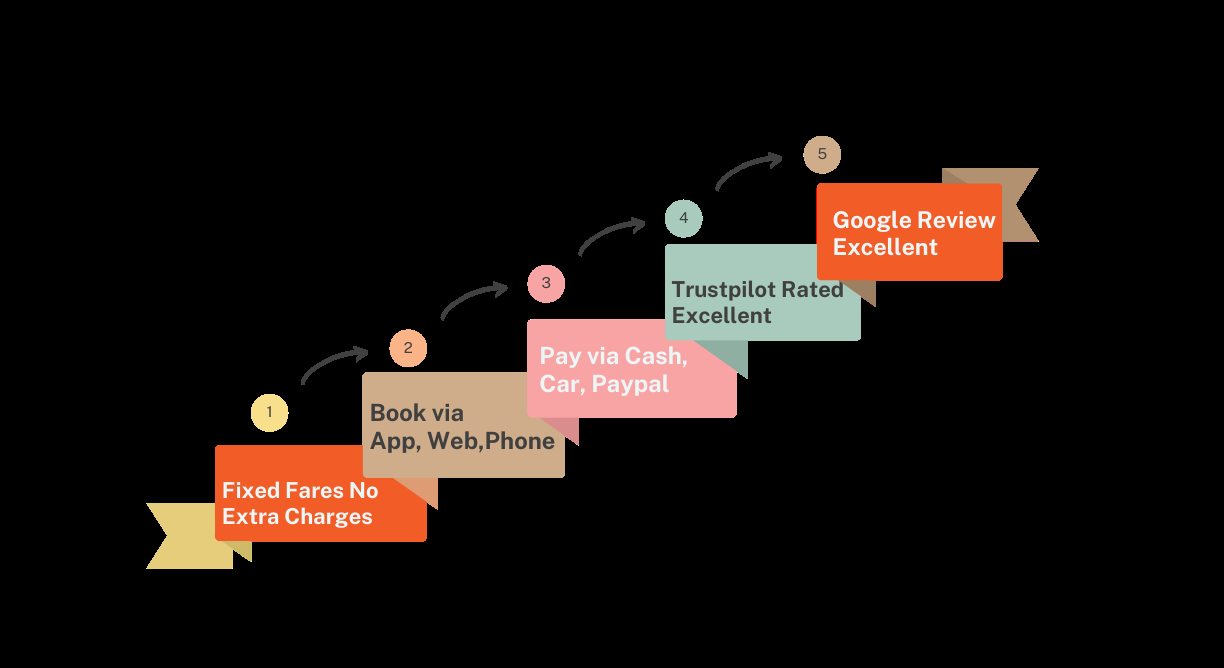 1
Fixed Fares No
Extra Charges
2
Book via
App, Web,Phone
3
Pay via Cash,
Car, Paypal
4
Trustpilot Rated
Excellent
5
Google Review
Excellent